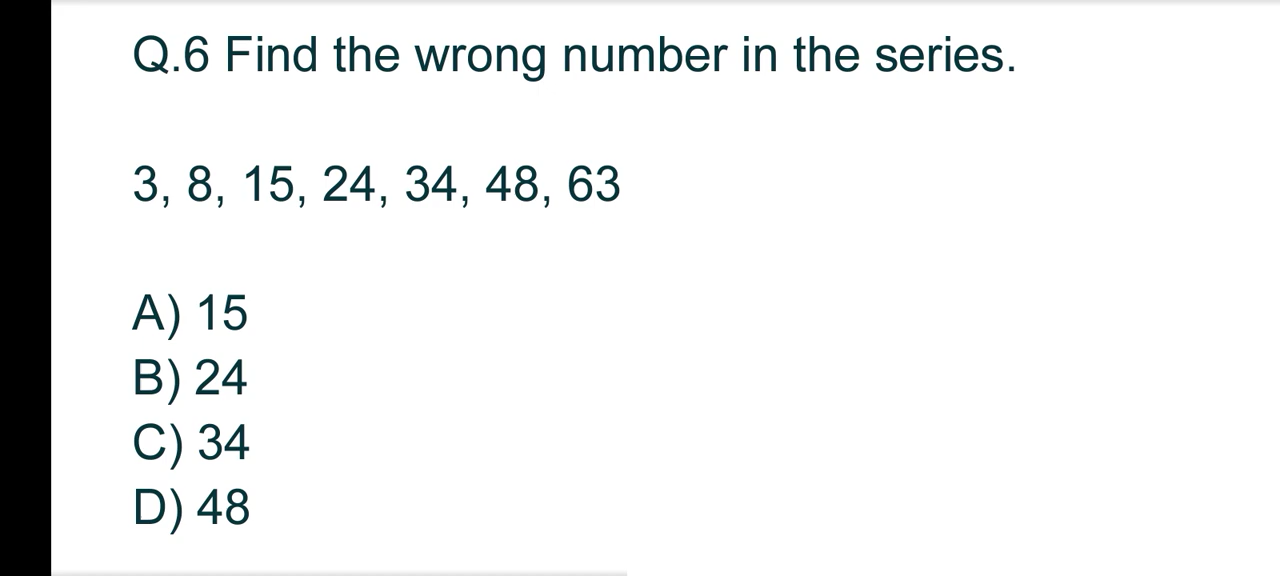 Q.6 Find the wrong number in the series.
3, 8, 15, 24, 34, 48, 63
A) 15
B) 24
C) 34
D) 48